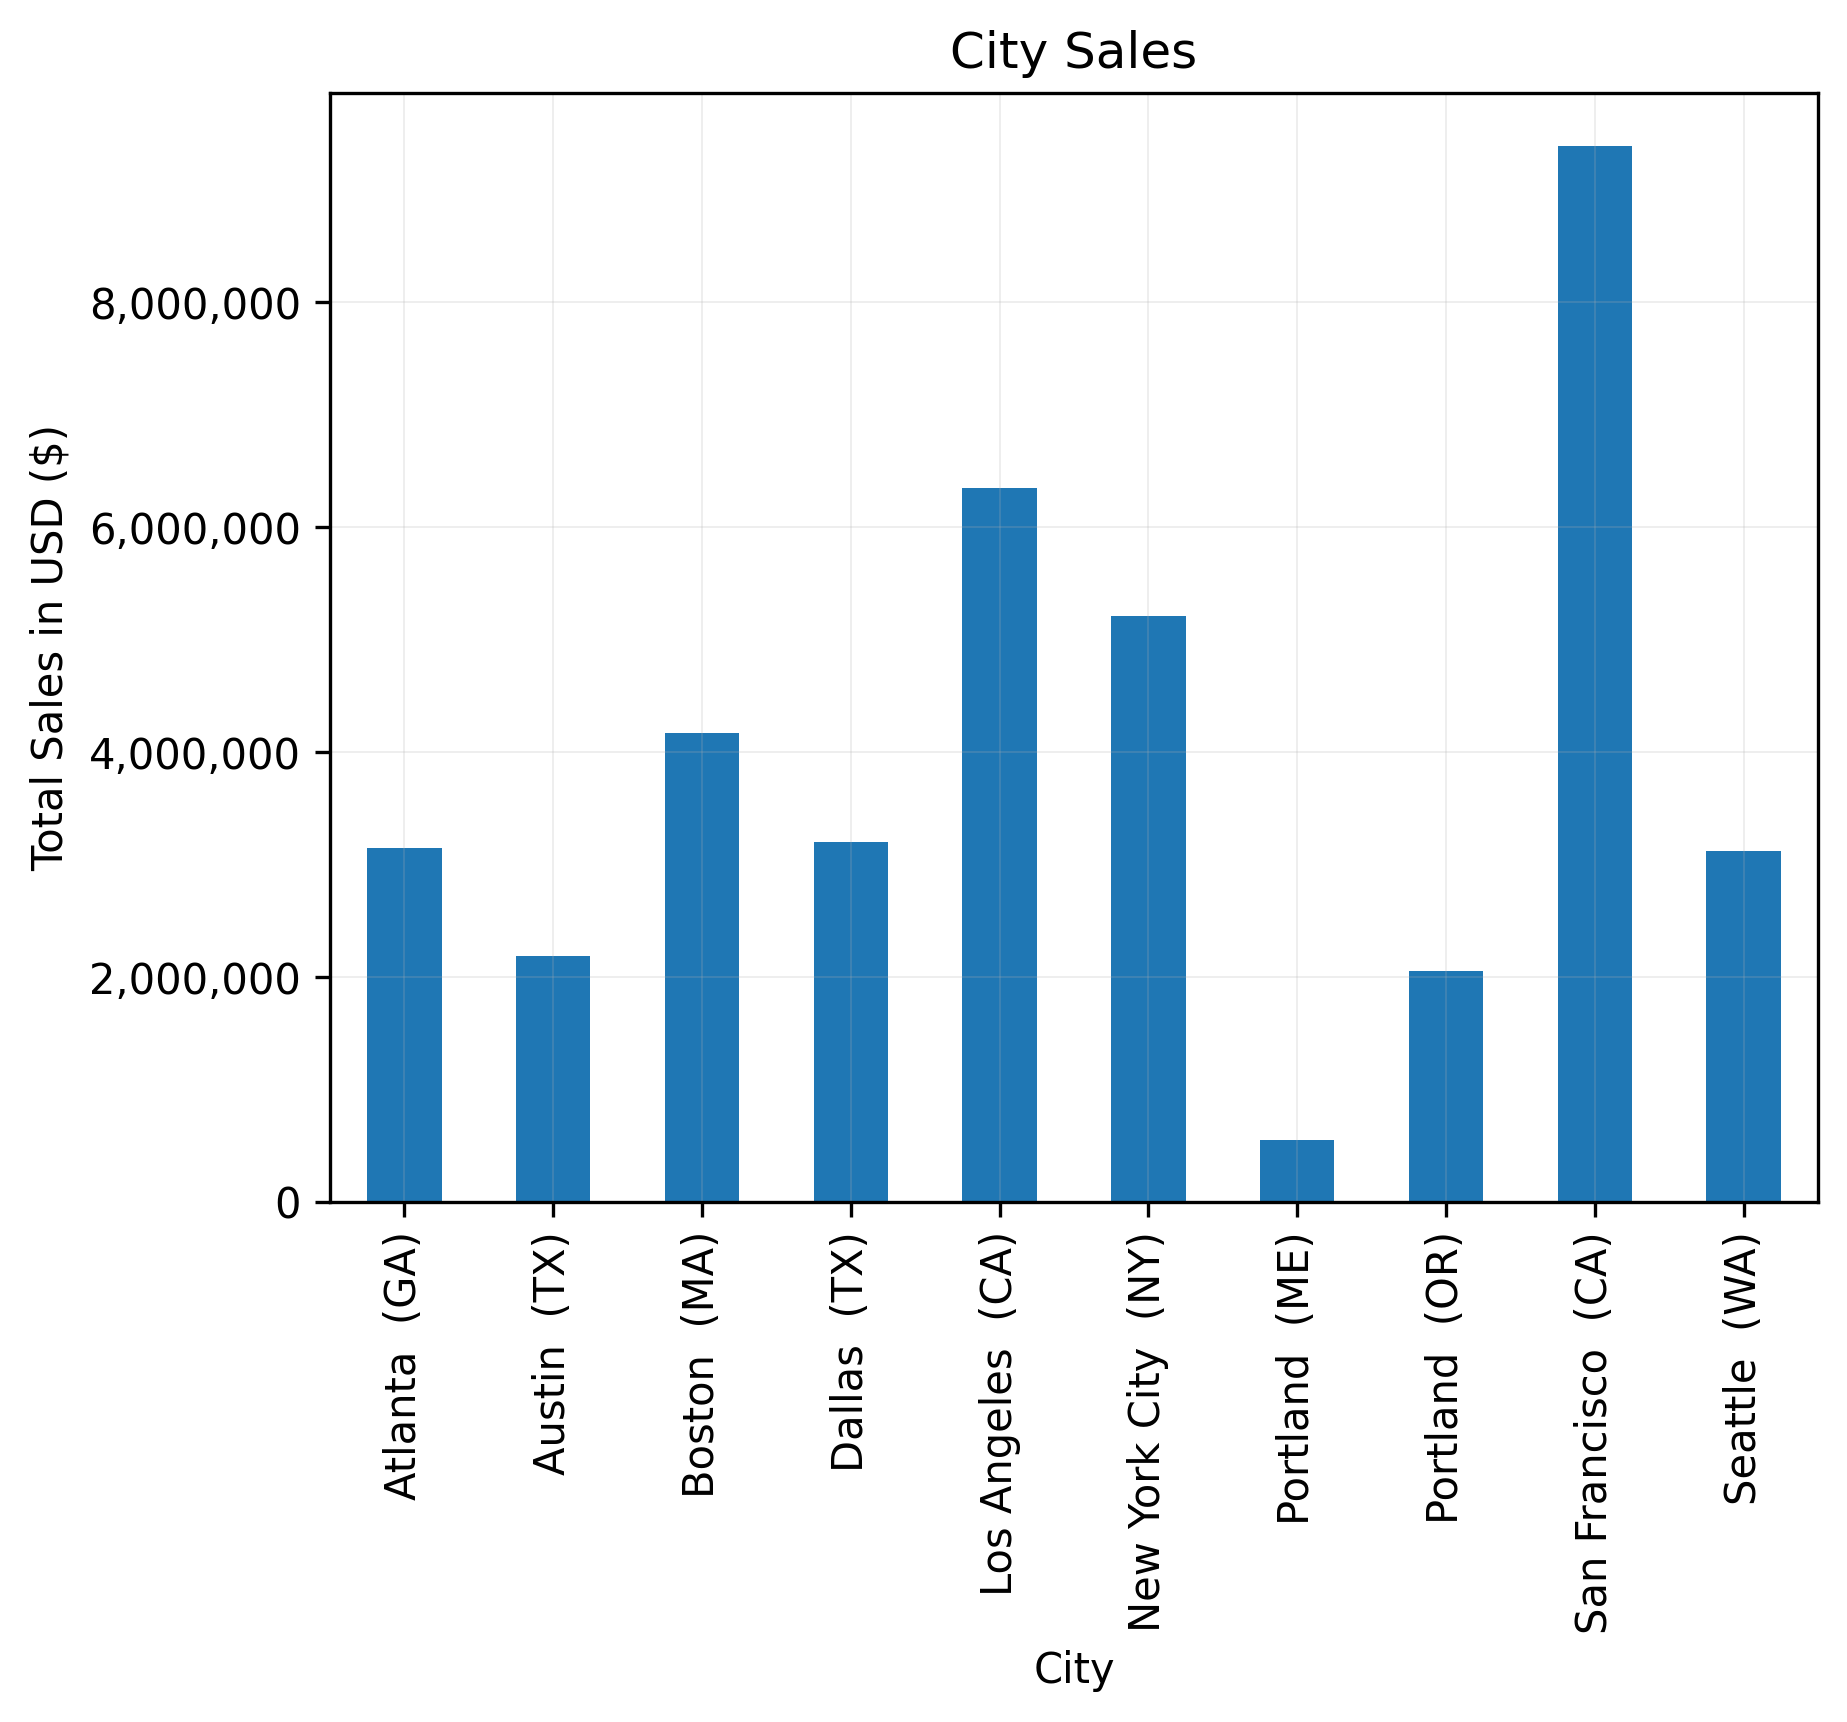 City Sales
Total Sales in USD ($)
8,000,000
6,000,000
4,000,000
2,000,000
0
Atlanta  (GA)
Austin  (TX)
Boston  (MA)
Dallas  (TX)
Los Angeles  (CA)
New York City  (NY)
Portland  (ME)
Portland  (OR)
San Francisco  (CA)
Seattle  (WA)
City